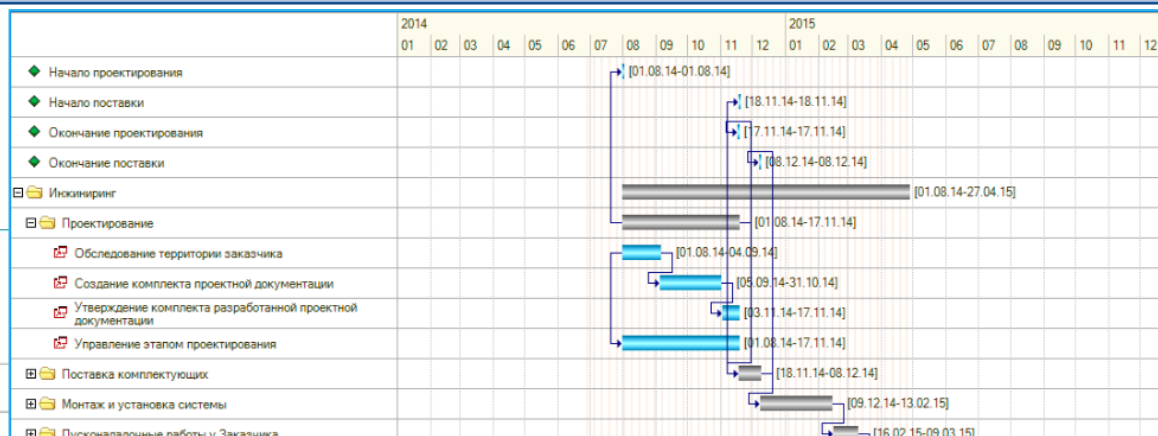 2014 2015
01 02 03 04 05 06 07 08 09 10 11 12 01 02 03 04 05 06 07 08 09 10 11 12
Начало проектирования [01.08.14-01.08.14]
Начало поставки [18.11.14-18.11.14]
Окончание проектирования [17.11.14-17.11.14]
Окончание поставки [08.12.14-08.12.14]
Инжиниринг [01.08.14-27.04.15]
Проектирование [01.08.14-17.11.14]
Обследование территории заказчика [01.08.14-04.09.14]
Создание комплекта проектной документации [05.09.14-31.10.14]
Утверждение комплекта разработанной проектной
документации [03.11.14-17.11.14]
Управление этапом проектирования [01.08.14-17.11.14]
Поставка комплектующих [18.11.14-08.12.14]
Монтаж и установка системы [09.12.14-13.02.15]
Пусконаладочные работы у Заказчика [16.02.15-09.03.15]